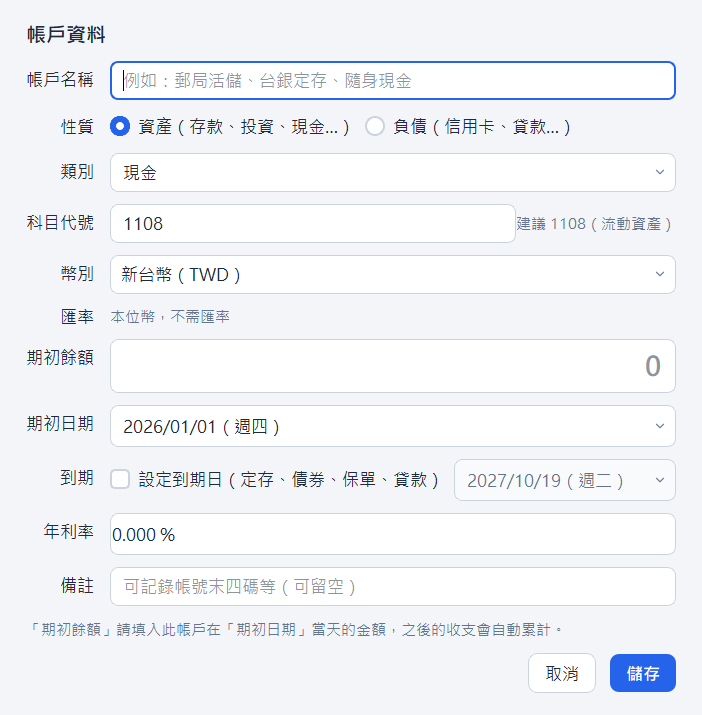 帳戶資料
帳戶名稱 例如：郵局活儲、台銀定存、隨身現金
性質 資產（存款、投資、現金...） 負債（信用卡、貸款...）
類別 現金
科目代號 1108 建議 1108（流動資產）
幣別 新台幣（TWD）
匯率 本位幣，不需匯率
期初餘額 0
期初日期 2026/01/01（週四）
到期 設定到期日（定存、債券、保單、貸款） 2027/10/19（週二）
年利率 0.000 %
備註 可記錄帳號末四碼等（可留空）
「期初餘額」請填入此帳戶在「期初日期」當天的金額，之後的收支會自動累計。
取消 儲存